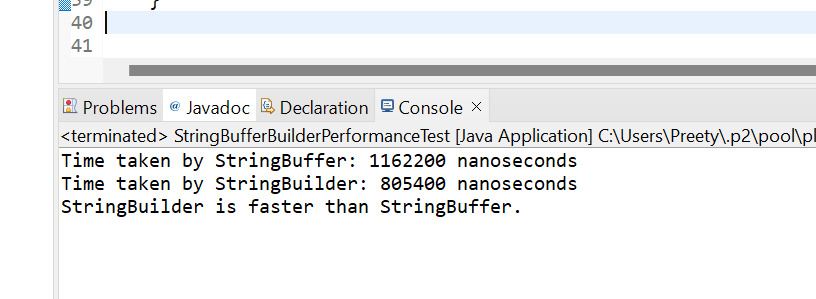 39 }
40
41
Problems @ Javadoc Declaration Console ×
<terminated> StringBufferBuilderPerformanceTest [Java Application] C:\Users\Preety\.p2\pool\pl
Time taken by StringBuffer: 1162200 nanoseconds
Time taken by StringBuilder: 805400 nanoseconds
StringBuilder is faster than StringBuffer.